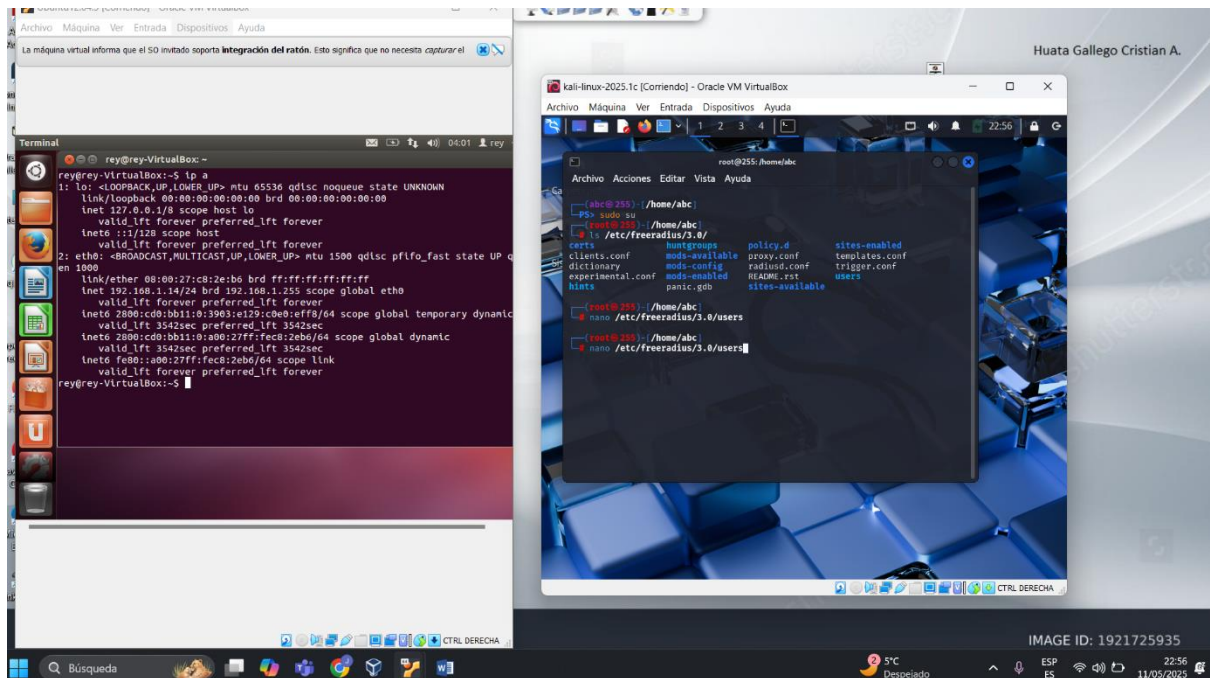 Archivo Máquina Ver Entrada Dispositivos Ayuda
La máquina virtual informa que el SO invitado soporta integración del ratón. Esto significa que no necesita capturar el
Terminal
04:01 rey
rey@rey-VirtualBox: ~
rey@rey-VirtualBox:~$ ip a
1: lo: <LOOPBACK,UP,LOWER_UP> mtu 65536 qdisc noqueue state UNKNOWN
link/loopback 00:00:00:00:00:00 brd 00:00:00:00:00:00
inet 127.0.0.1/8 scope host lo
valid_lft forever preferred_lft forever
inet6 ::1/128 scope host
valid_lft forever preferred_lft forever
2: eth0: <BROADCAST,MULTICAST,UP,LOWER_UP> mtu 1500 qdisc pfifo_fast state UP q
en 1000
link/ether 08:00:27:c8:2e:b6 brd ff:ff:ff:ff:ff:ff
inet 192.168.1.14/24 brd 192.168.1.255 scope global eth0
valid_lft forever preferred_lft forever
inet6 2800:cd0:bb11:0:3903:e129:c0e0:eff8/64 scope global temporary dynamic
valid_lft 3542sec preferred_lft 3542sec
inet6 2800:cd0:bb11:0:a00:27ff:fec8:2eb6/64 scope global dynamic
valid_lft 3542sec preferred_lft 3542sec
inet6 fe80::a00:27ff:fec8:2eb6/64 scope link
valid_lft forever preferred_lft forever
rey@rey-VirtualBox:~$
CTRL DERECHA
Huata Gallego Cristian A.
kali-linux-2025.1c [Corriendo] - Oracle VM VirtualBox
Archivo Máquina Ver Entrada Dispositivos Ayuda
1 2 3 4
22:56
root@255: /home/abc
Archivo Acciones Editar Vista Ayuda
(abc㉿255)-[/home/abc]
PS> sudo su
(root㉿255)-[/home/abc]
# ls /etc/freeradius/3.0/
certs huntgroups policy.d sites-enabled
clients.conf mods-available proxy.conf templates.conf
dictionary mods-config radiusd.conf trigger.conf
experimental.conf mods-enabled README.rst users
hints panic.gdb sites-available
(root㉿255)-[/home/abc]
# nano /etc/freeradius/3.0/users
(root㉿255)-[/home/abc]
# nano /etc/freeradius/3.0/users
CTRL DERECHA
IMAGE ID: 1921725935
Búsqueda
2
5°C
Despejado
ESP
ES
22:56
11/05/2025